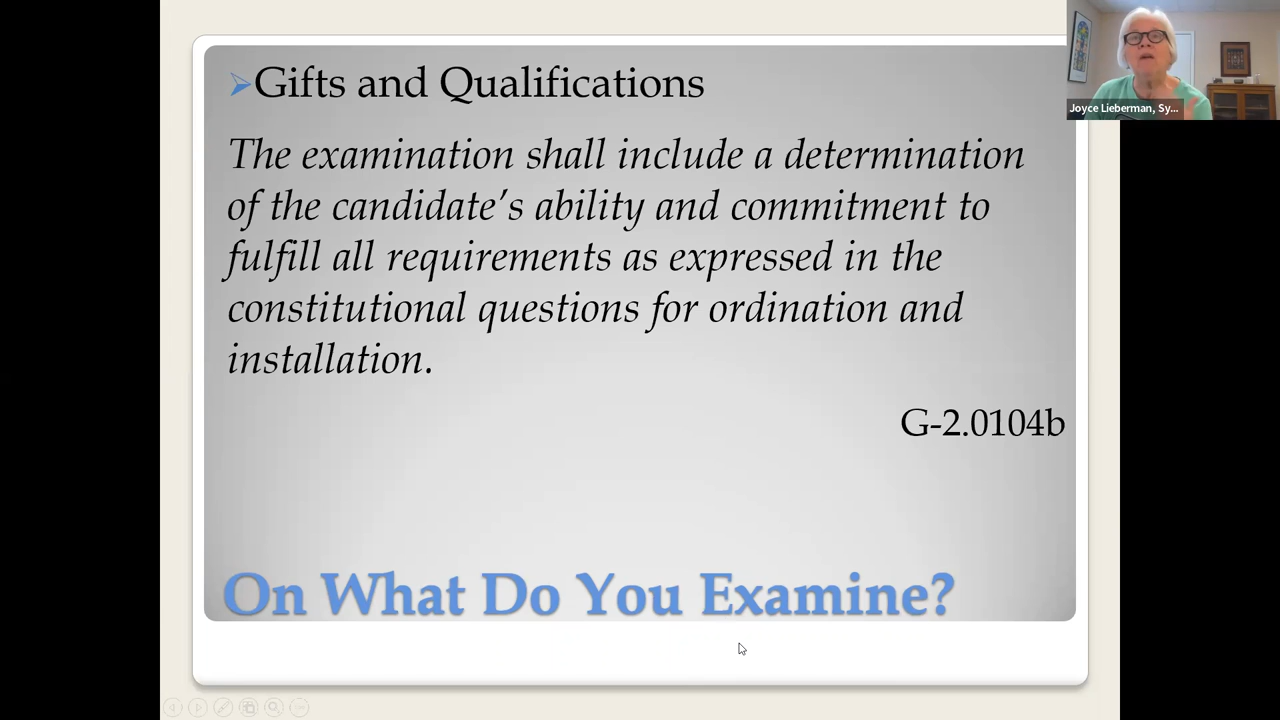 Gifts and Qualifications
The examination shall include a determination
of the candidate’s ability and commitment to
fulfill all requirements as expressed in the
constitutional questions for ordination and
installation.
G-2.0104b
On What Do You Examine?
Joyce Lieberman, Sy...